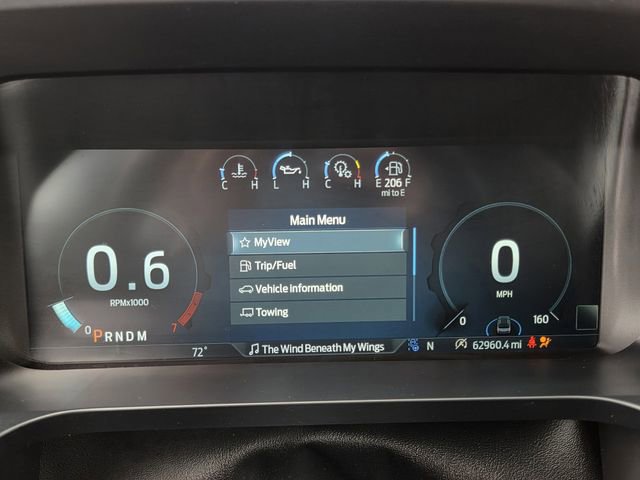 C H L H C H E 206 F
mi to E
Main Menu
MyView
Trip/Fuel
Vehicle information
Towing
0.6
RPMx1000
0 7
PRNDM
0
MPH
0 160
72° The Wind Beneath My Wings N 62960.4 mi